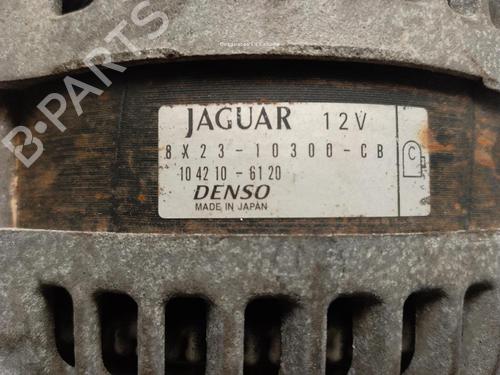 B-PARTS
JAGUAR 12V
8X23-10300-CB
C
104210-6120
DENSO
MADE IN JAPAN